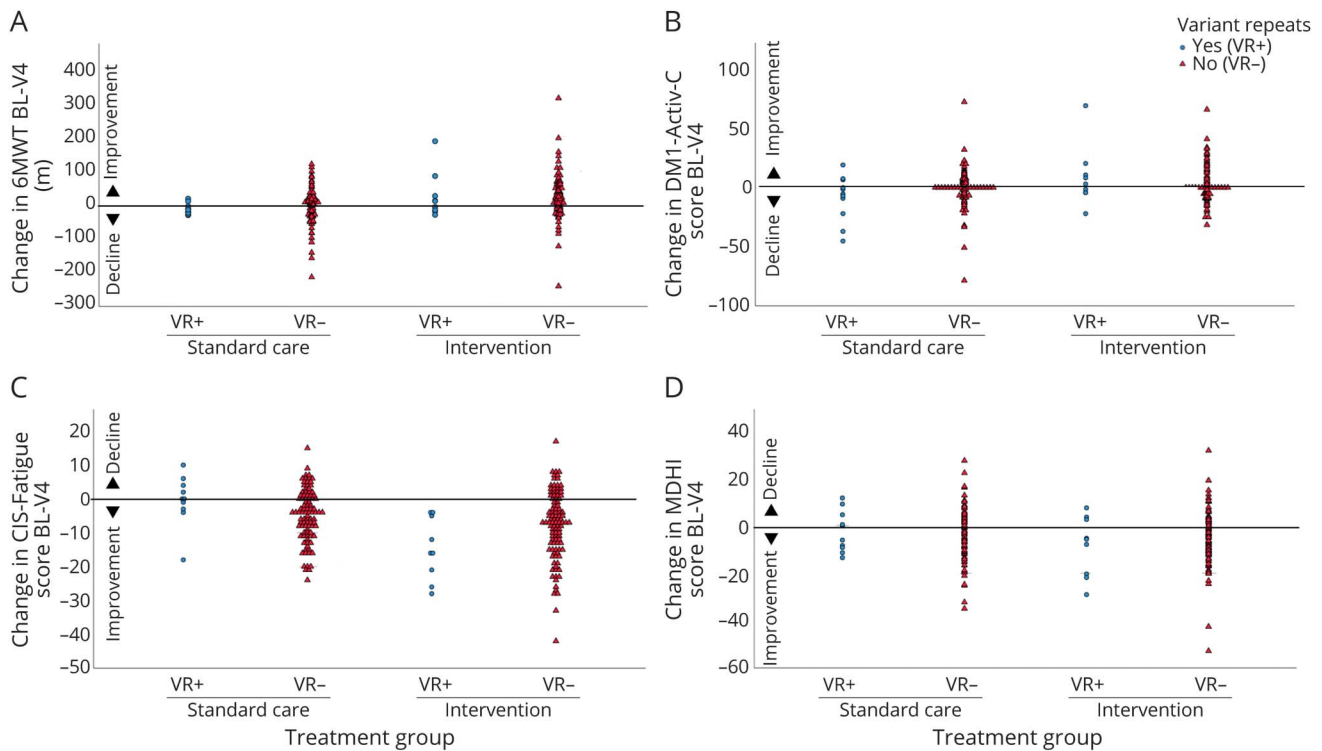 A
Change in 6MWT BL-V4
(m)
Improvement
▲
▼
Decline
400
300
200
100
0
−100
−200
−300
VR+ VR− VR+ VR−
Standard care Intervention
B
Variant repeats
Yes (VR+)
No (VR−)
Change in DM1-Activ-C
score BL-V4
Improvement
▲
▼
Decline
100
50
0
−50
−100
VR+ VR− VR+ VR−
Standard care Intervention
C
Change in CIS-Fatigue
score BL-V4
Decline
▲
▼
Improvement
20
10
0
−10
−20
−30
−40
−50
VR+ VR− VR+ VR−
Standard care Intervention
Treatment group
D
Change in MDHI
score BL-V4
Decline
▲
▼
Improvement
40
20
0
−20
−40
−60
VR+ VR− VR+ VR−
Standard care Intervention
Treatment group